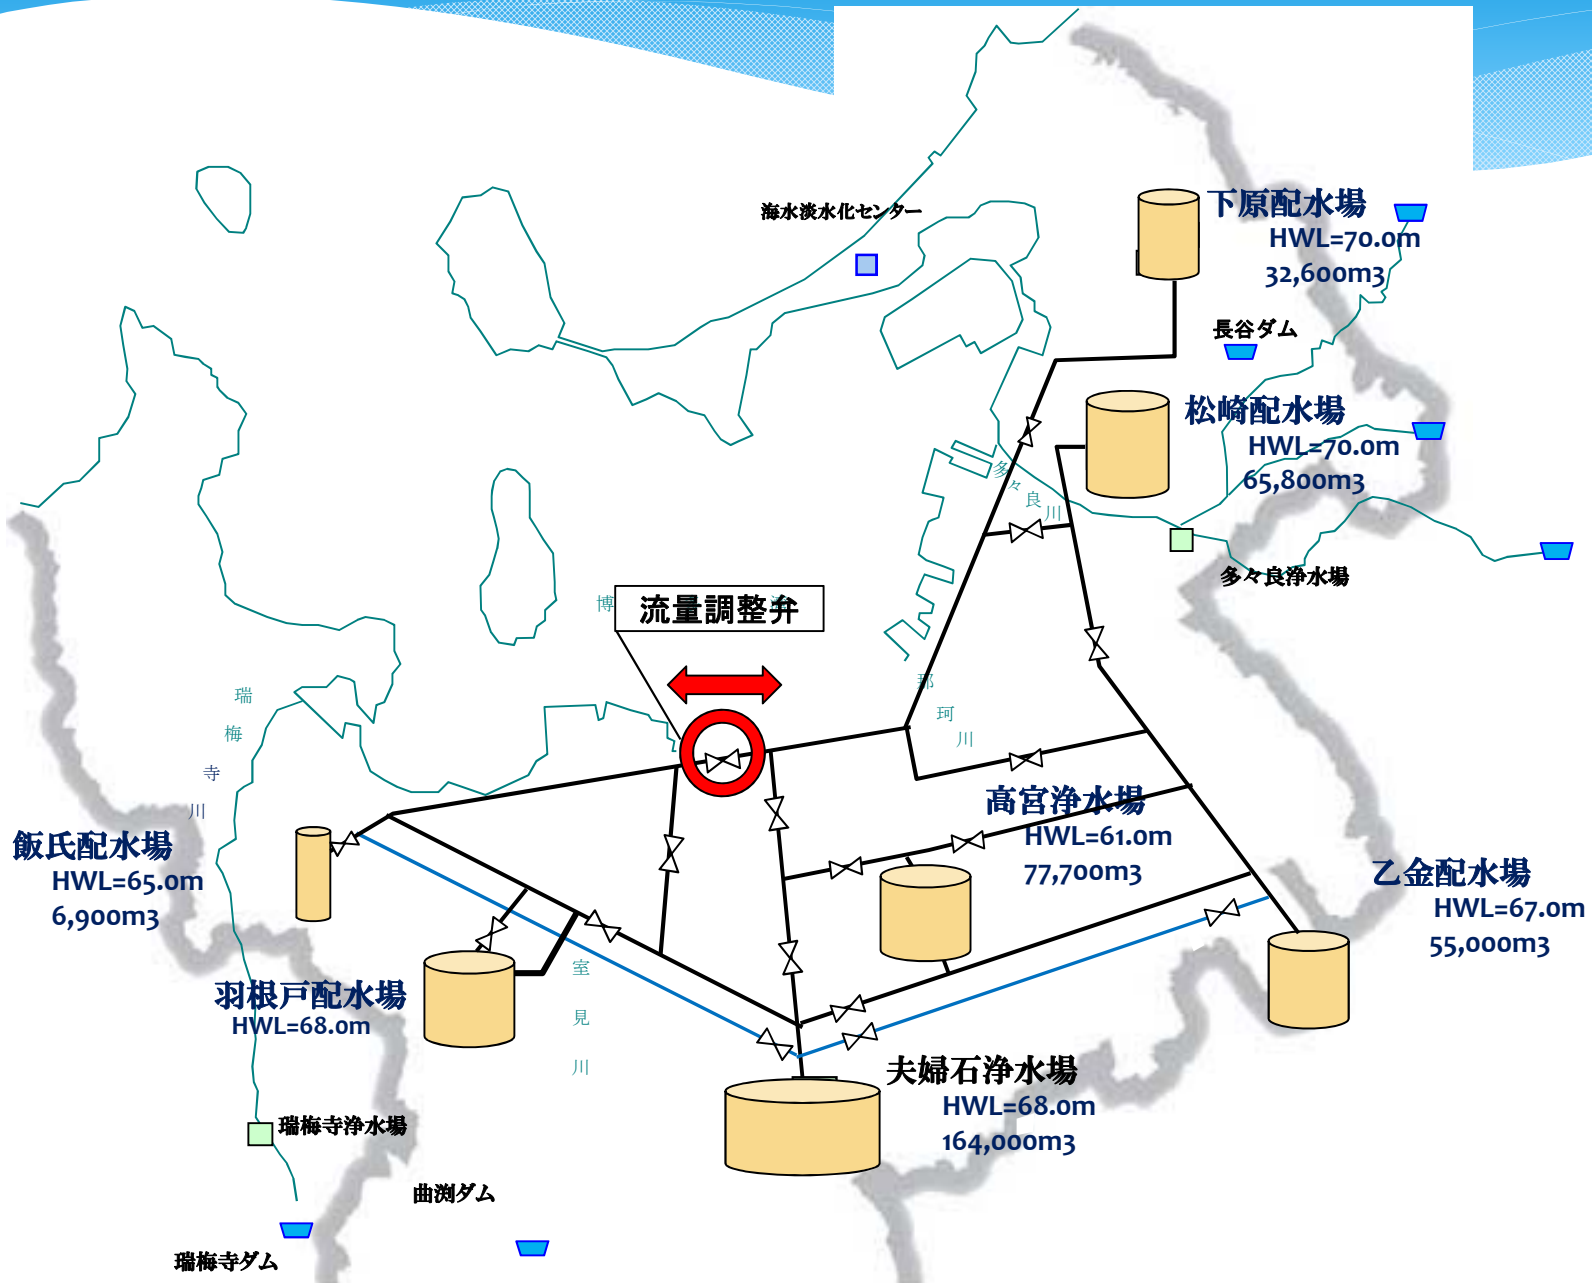 海水淡水化センター
下原配水場
HWL=70.0m
32,600m3
長谷ダム
松崎配水場
HWL=70.0m
65,800m3
多々良川
多々良浄水場
博
流量調整弁
那珂川
瑞梅寺川
高宮浄水場
HWL=61.0m
77,700m3
飯氏配水場
HWL=65.0m
6,900m3
乙金配水場
HWL=67.0m
55,000m3
羽根戸配水場
HWL=68.0m
室見川
夫婦石浄水場
HWL=68.0m
164,000m3
瑞梅寺浄水場
曲渕ダム
瑞梅寺ダム